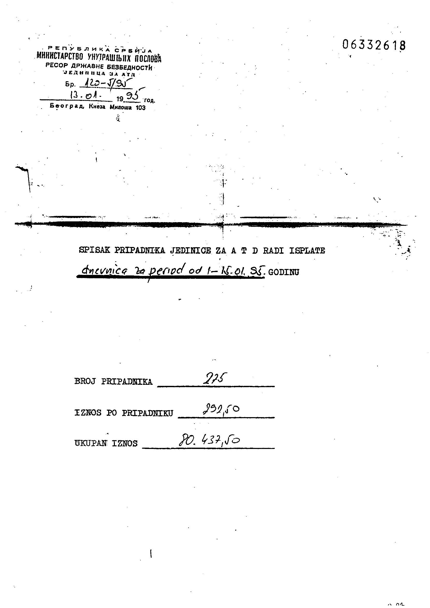 06332618
РЕПУБЛИКА СРБИЈА
МИНИСТАРСТВО УНУТРАШЊИХ ПОСЛОВА
РЕСОР ДРЖАВНЕ БЕЗБЕДНОСТИ
ЈЕДИНИЦА ЗА АТД
Бр. 120-5/95
13.01. 1995 год.
Београд, Кнеза Милоша 103
SPISAK PRIPADNIKA JEDINICE ZA A T D RADI ISPLATE
dnevnica za period od 1-15.01.95. GODINU
BROJ PRIPADNIKA 275
IZNOS PO PRIPADNIKU 292,50
UKUPAN IZNOS 80.437,50